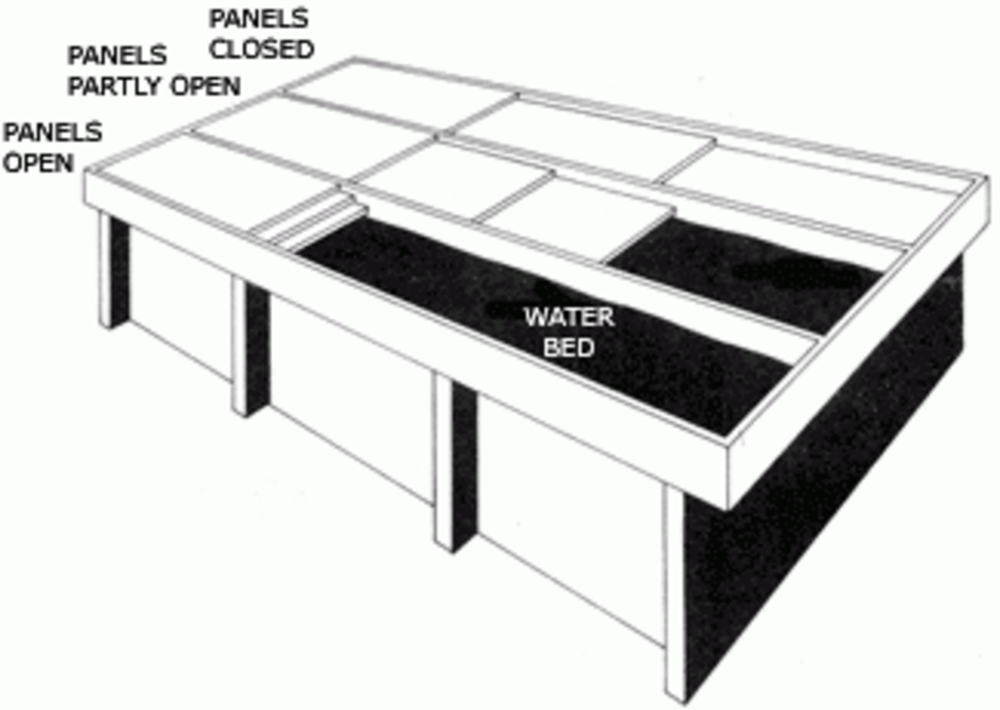 PANELS
CLOSED
PANELS
PARTLY OPEN
PANELS
OPEN
WATER
BED